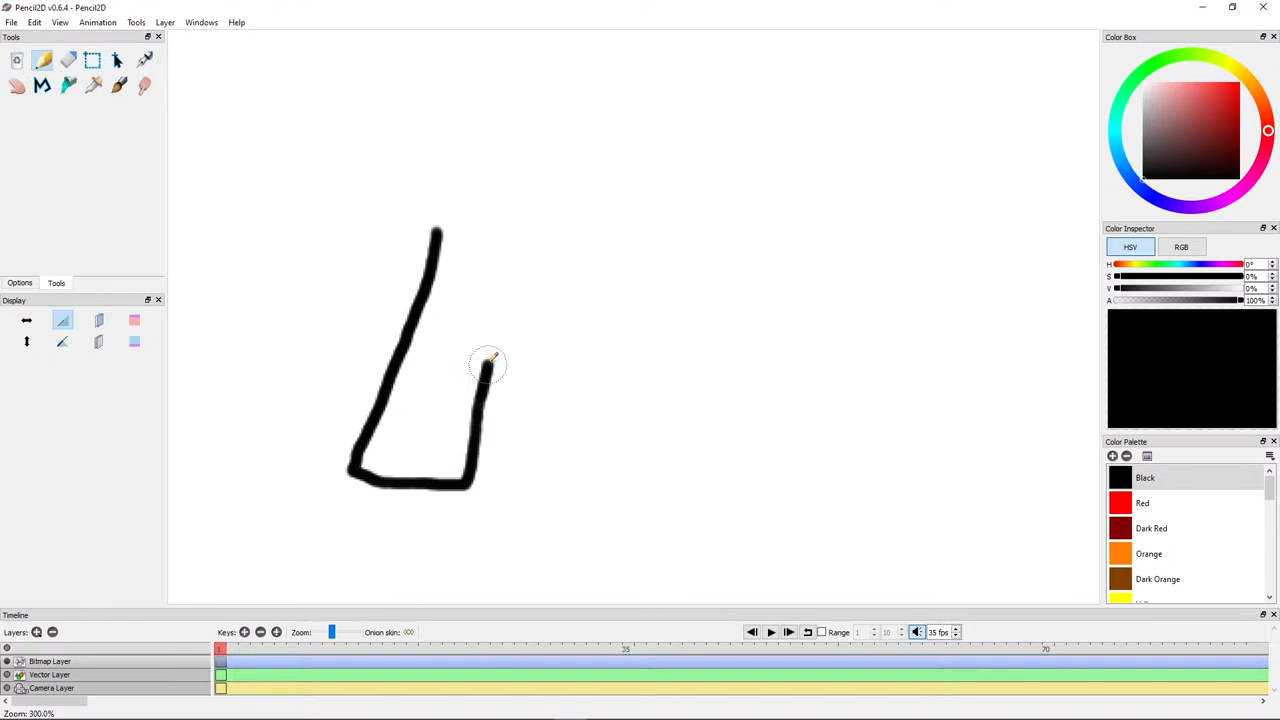 Pencil2D v0.6.4 - Pencil2D
File Edit View Animation Tools Layer Windows Help
Tools
Options Tools
Display
Color Box
Color Inspector
HSV RGB
H 0°
S 0%
V 0%
A 100%
Color Palette
Black
Red
Dark Red
Orange
Dark Orange
Timeline
Layers: Keys: Zoom: Onion skin: Range 1 10 35 fps
1 35 70
Bitmap Layer
Vector Layer
Camera Layer
Zoom: 300.0%